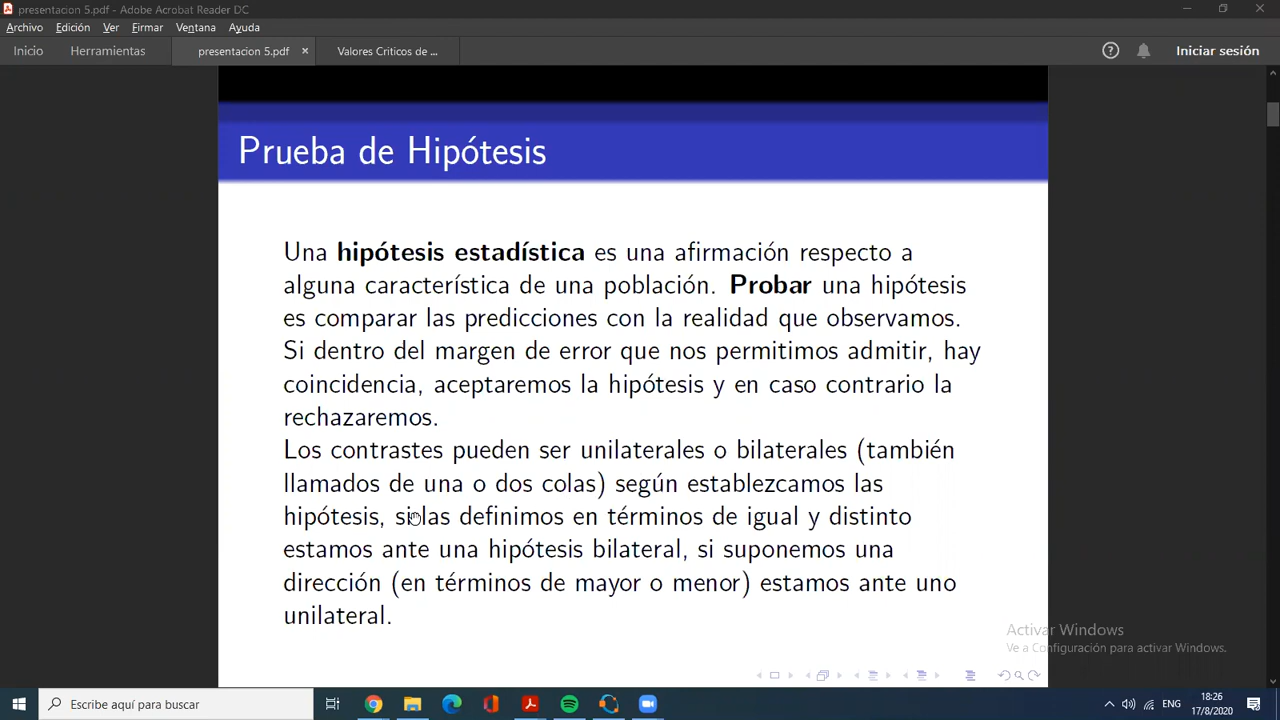 presentacion 5.pdf - Adobe Acrobat Reader DC
Archivo Edición Ver Firmar Ventana Ayuda
Inicio Herramientas presentacion 5.pdf × Valores Criticos de ... Iniciar sesión
Prueba de Hipótesis
Una hipótesis estadística es una afirmación respecto a
alguna característica de una población. Probar una hipótesis
es comparar las predicciones con la realidad que observamos.
Si dentro del margen de error que nos permitimos admitir, hay
coincidencia, aceptaremos la hipótesis y en caso contrario la
rechazaremos.
Los contrastes pueden ser unilaterales o bilaterales (también
llamados de una o dos colas) según establezcamos las
hipótesis, si las definimos en términos de igual y distinto
estamos ante una hipótesis bilateral, si suponemos una
dirección (en términos de mayor o menor) estamos ante uno
unilateral.
Activar Windows
Ve a Configuración para activar Windows.
Escribe aquí para buscar
ENG
18:26
17/8/2020